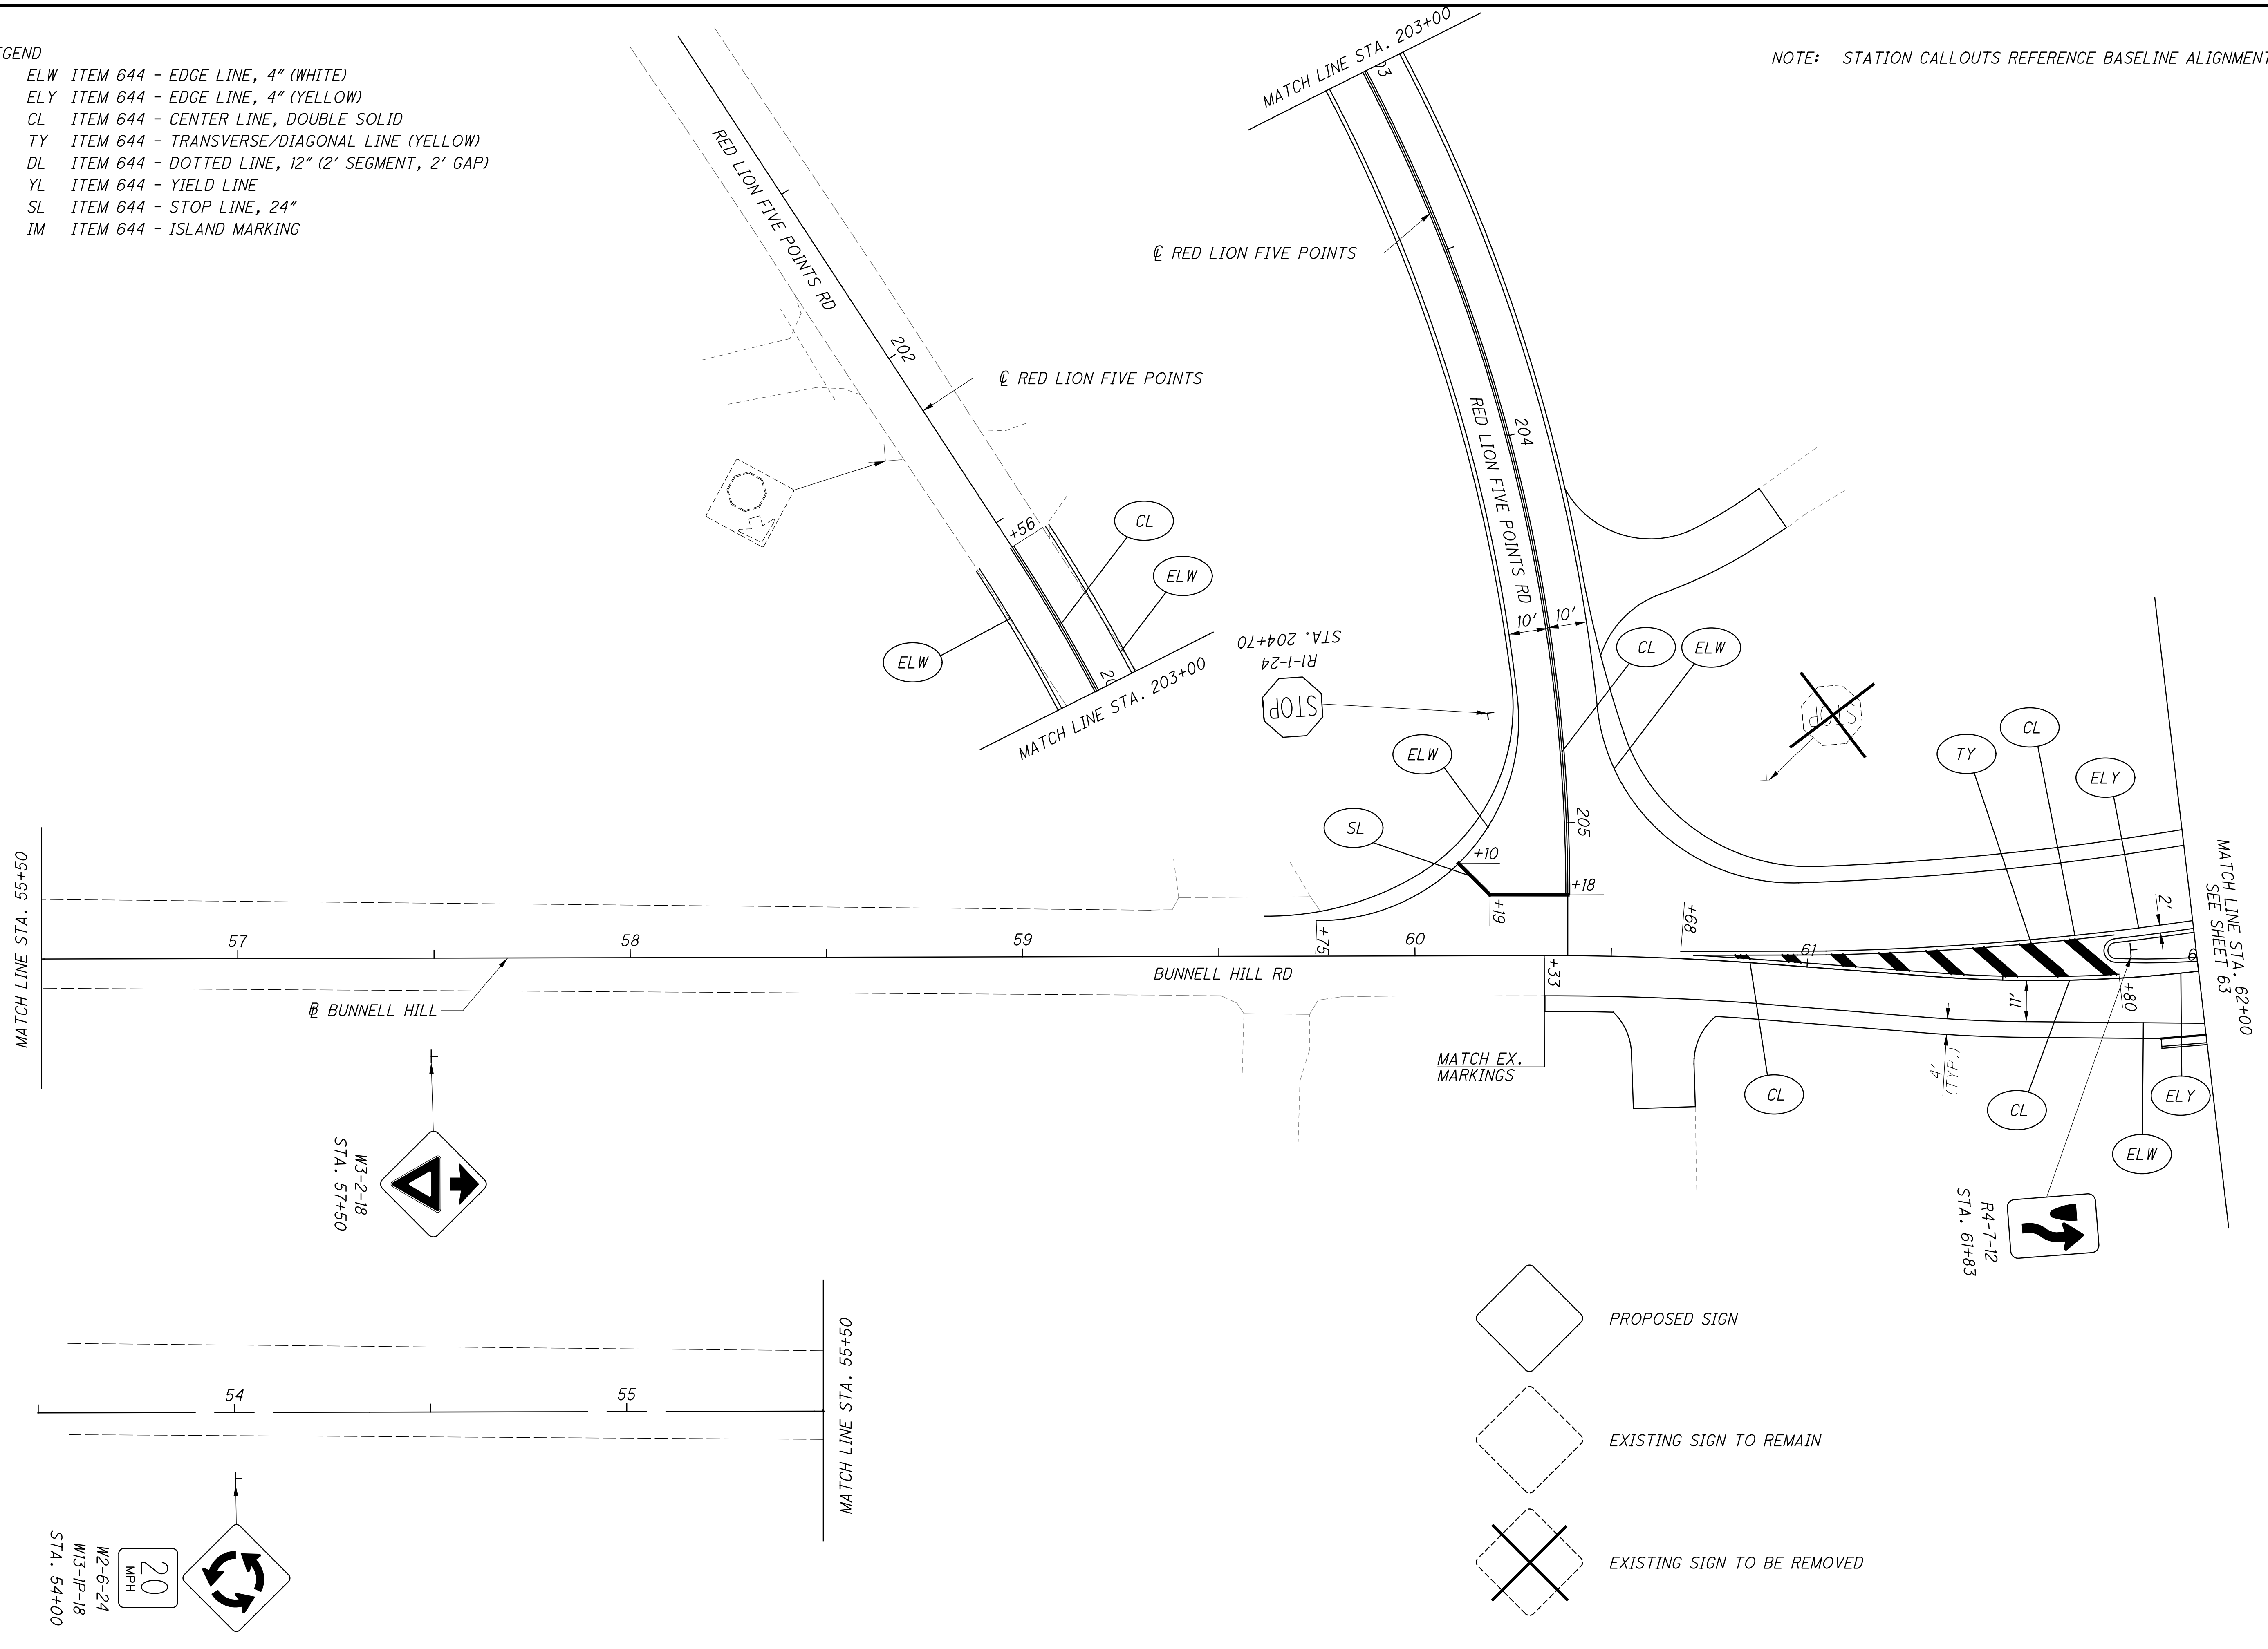 EGEND
ELW ITEM 644 - EDGE LINE, 4" (WHITE)
ELY ITEM 644 - EDGE LINE, 4" (YELLOW)
CL ITEM 644 - CENTER LINE, DOUBLE SOLID
TY ITEM 644 - TRANSVERSE/DIAGONAL LINE (YELLOW)
DL ITEM 644 - DOTTED LINE, 12" (2' SEGMENT, 2' GAP)
YL ITEM 644 - YIELD LINE
SL ITEM 644 - STOP LINE, 24"
IM ITEM 644 - ISLAND MARKING
NOTE: STATION CALLOUTS REFERENCE BASELINE ALIGNMENT
RED LION FIVE POINTS RD
202
℄ RED LION FIVE POINTS
+56
CL
ELW
ELW
20
MATCH LINE STA. 203+00
MATCH LINE STA. 203+00
03
℄ RED LION FIVE POINTS
204
RED LION FIVE POINTS RD
10'
10'
STA. 204+70
R1-1-24
STOP
CL
ELW
STOP
ELW
SL
205
+10
+18
+19
+75
TY
CL
ELY
+68
2'
MATCH LINE STA. 62+00
SEE SHEET 63
MATCH LINE STA. 55+50
57
58
59
60
61
6
BUNNELL HILL RD
+33
+80
11'
4'
(TYP.)
BUNNELL HILL
MATCH EX.
MARKINGS
CL
CL
ELY
ELW
W3-2-18
STA. 57+50
R4-7-12
STA. 61+83
54
55
MATCH LINE STA. 55+50
20
MPH
W2-6-24
W13-1P-18
STA. 54+00
PROPOSED SIGN
EXISTING SIGN TO REMAIN
EXISTING SIGN TO BE REMOVED